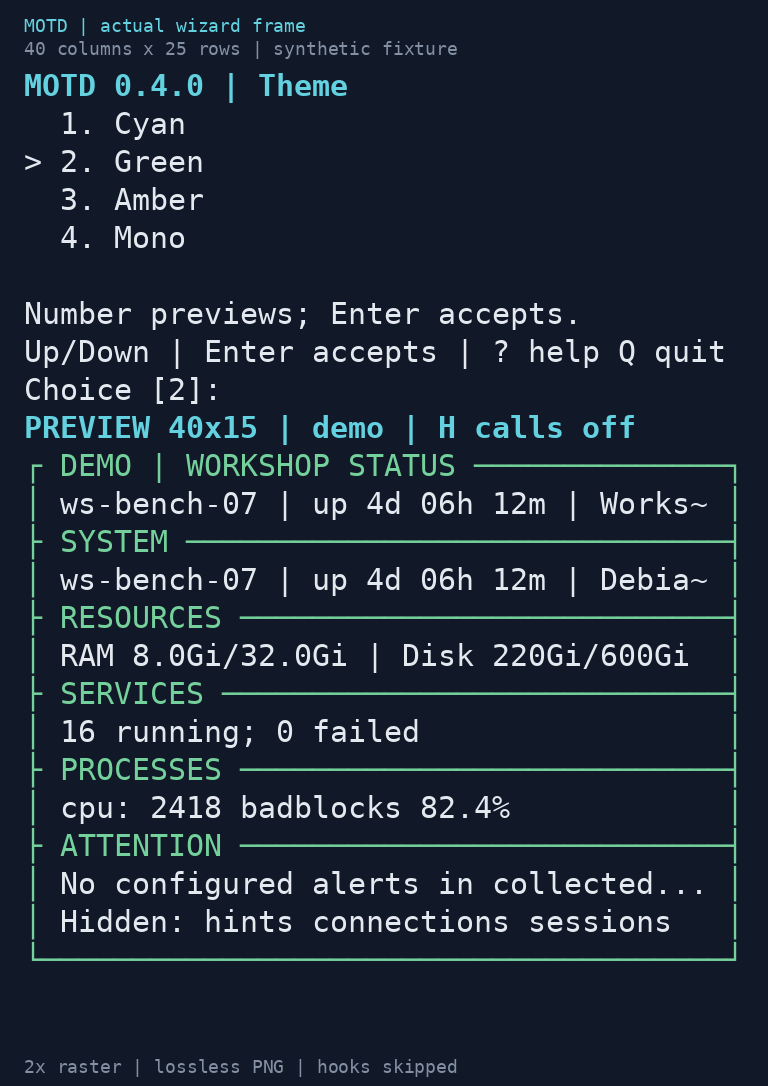 MOTD | actual wizard frame
40 columns x 25 rows | synthetic fixture
MOTD 0.4.0 | Theme
1. Cyan
> 2. Green
3. Amber
4. Mono
Number previews; Enter accepts.
Up/Down | Enter accepts | ? help Q quit
Choice [2]:
PREVIEW 40x15 | demo | H calls off
DEMO | WORKSHOP STATUS
ws-bench-07 | up 4d 06h 12m | Works~
SYSTEM
ws-bench-07 | up 4d 06h 12m | Debia~
RESOURCES
RAM 8.0Gi/32.0Gi | Disk 220Gi/600Gi
SERVICES
16 running; 0 failed
PROCESSES
cpu: 2418 badblocks 82.4%
ATTENTION
No configured alerts in collected...
Hidden: hints connections sessions
2x raster | lossless PNG | hooks skipped